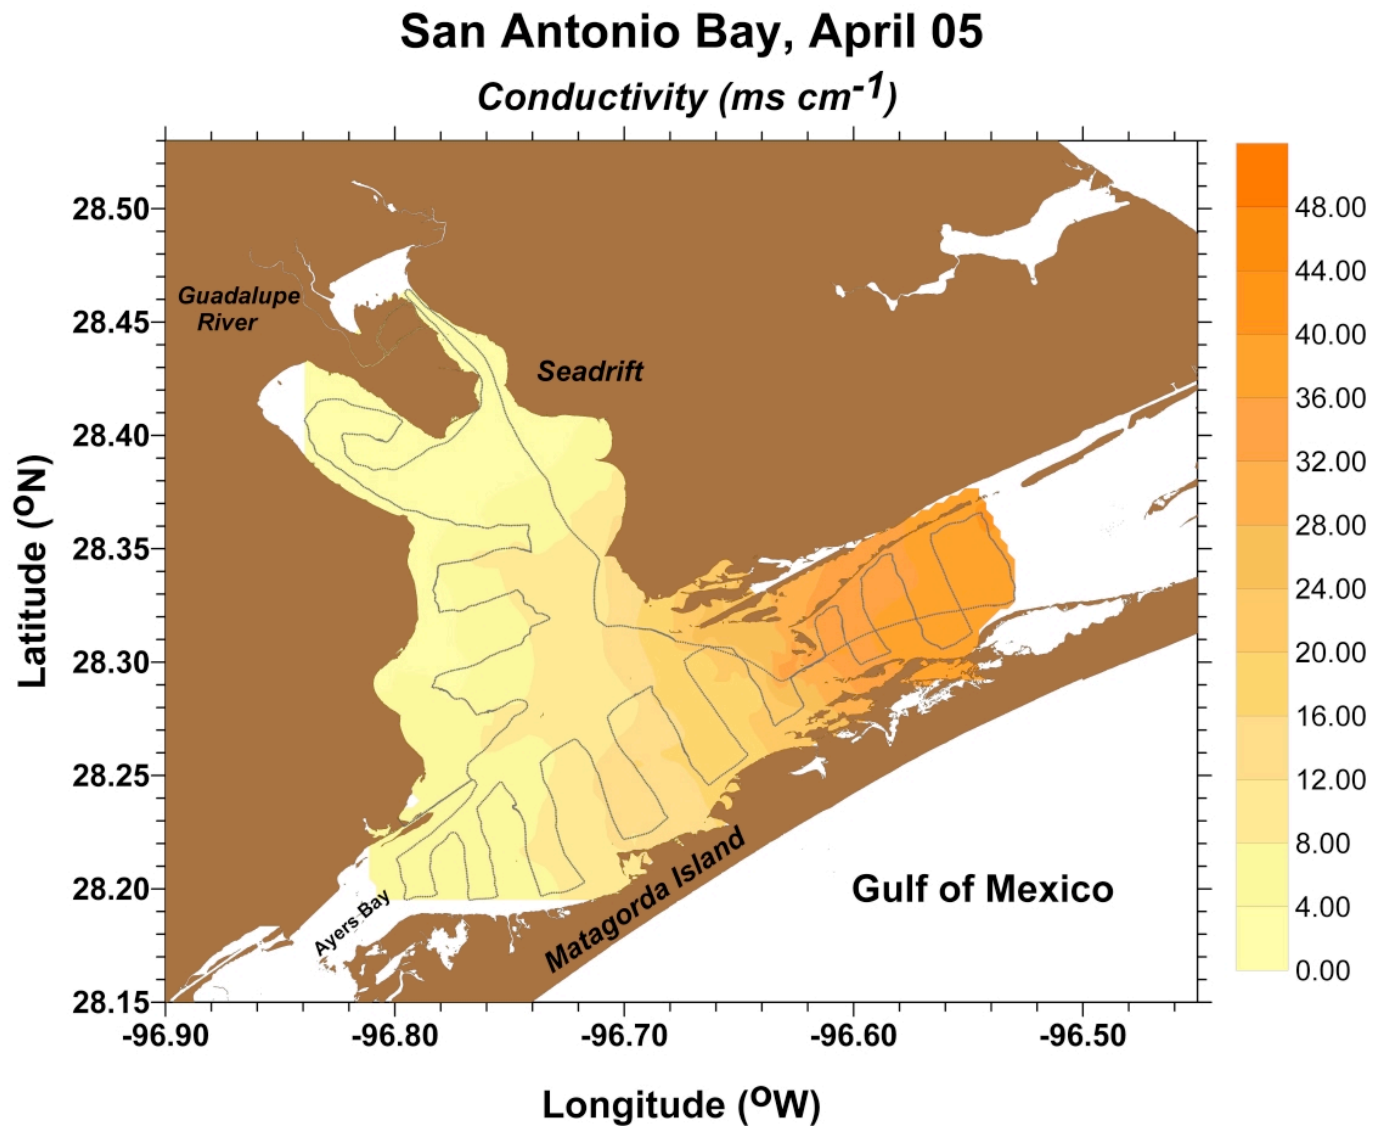 San Antonio Bay, April 05
Conductivity (ms cm-1)
28.50
28.45
28.40
28.35
28.30
28.25
28.20
28.15
Latitude (oN)
Guadalupe
River
Seadrift
Ayers Bay
Matagorda Island
Gulf of Mexico
48.00
44.00
40.00
36.00
32.00
28.00
24.00
20.00
16.00
12.00
8.00
4.00
0.00
-96.90
-96.80
-96.70
-96.60
-96.50
Longitude (oW)